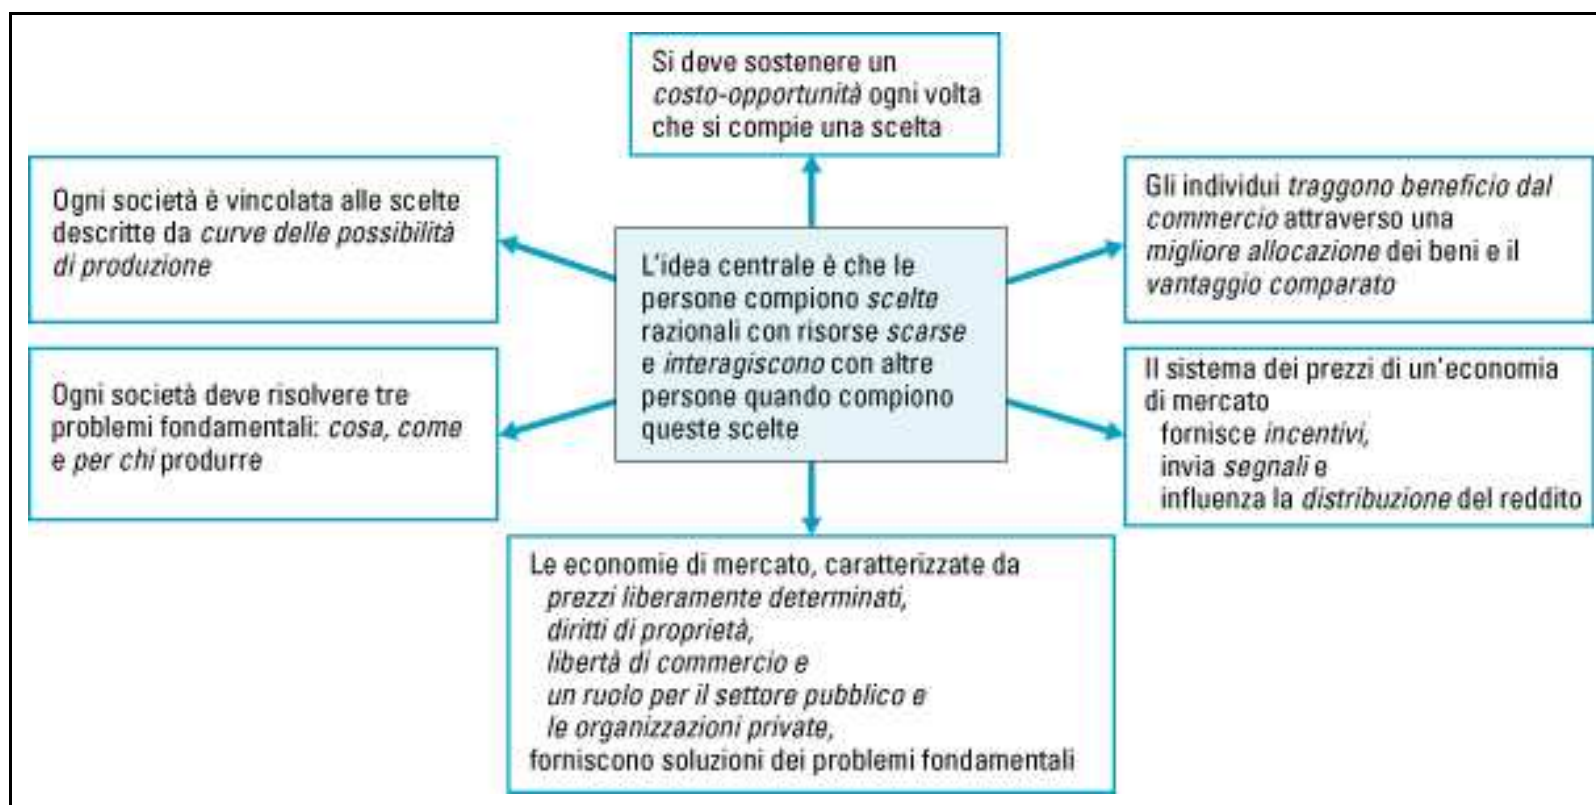 Si deve sostenere un
costo-opportunità ogni volta
che si compie una scelta
Ogni società è vincolata alle scelte
descritte da curve delle possibilità
di produzione
Gli individui traggono beneficio dal
commercio attraverso una
migliore allocazione dei beni e il
vantaggio comparato
L'idea centrale è che le
persone compiono scelte
razionali con risorse scarse
e interagiscono con altre
persone quando compiono
queste scelte
Ogni società deve risolvere tre
problemi fondamentali: cosa, come
e per chi produrre
Il sistema dei prezzi di un'economia
di mercato
fornisce incentivi,
invia segnali e
influenza la distribuzione del reddito
Le economie di mercato, caratterizzate da
prezzi liberamente determinati,
diritti di proprietà,
libertà di commercio e
un ruolo per il settore pubblico e
le organizzazioni private,
forniscono soluzioni dei problemi fondamentali